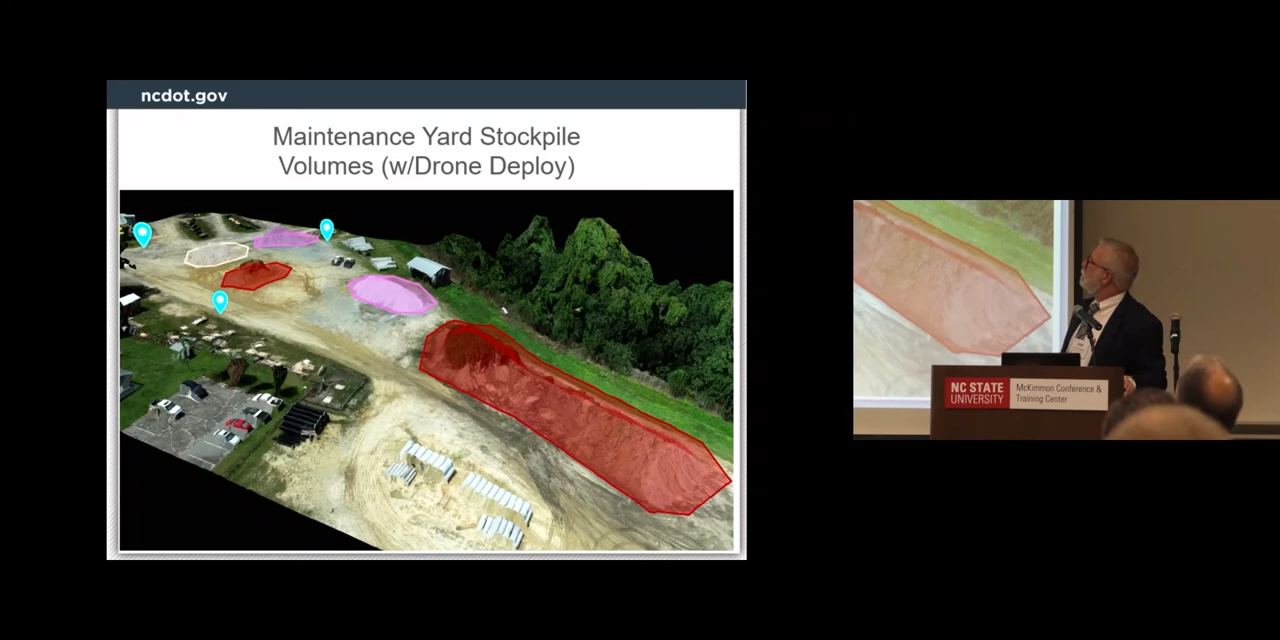 ncdot.gov
Maintenance Yard Stockpile
Volumes (w/Drone Deploy)
NC STATE
UNIVERSITY
McKimmon Conference &
Training Center